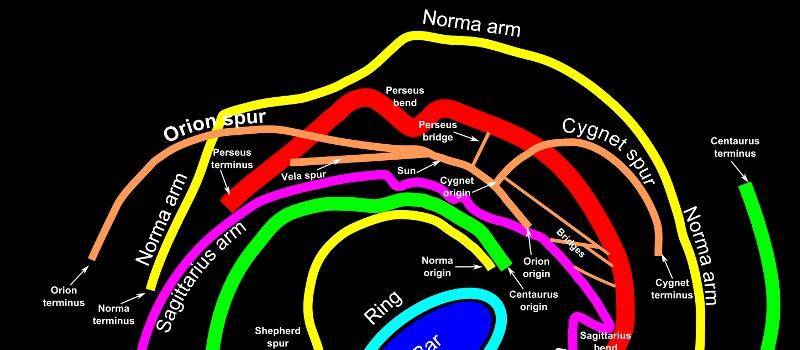 Norma arm
Perseus
bend
Orion spur
Perseus
bridge
Cygnet spur
Centaurus
terminus
Perseus
terminus
Vela spur
Sun
Cygnet
origin
Norma arm
Sagittarius arm
Norma arm
Bridges
Norma
origin
Orion
origin
Orion
terminus
Norma
terminus
Centaurus
origin
Cygnet
terminus
Ring
Shepherd
spur
Bar
Sagittarius
bend